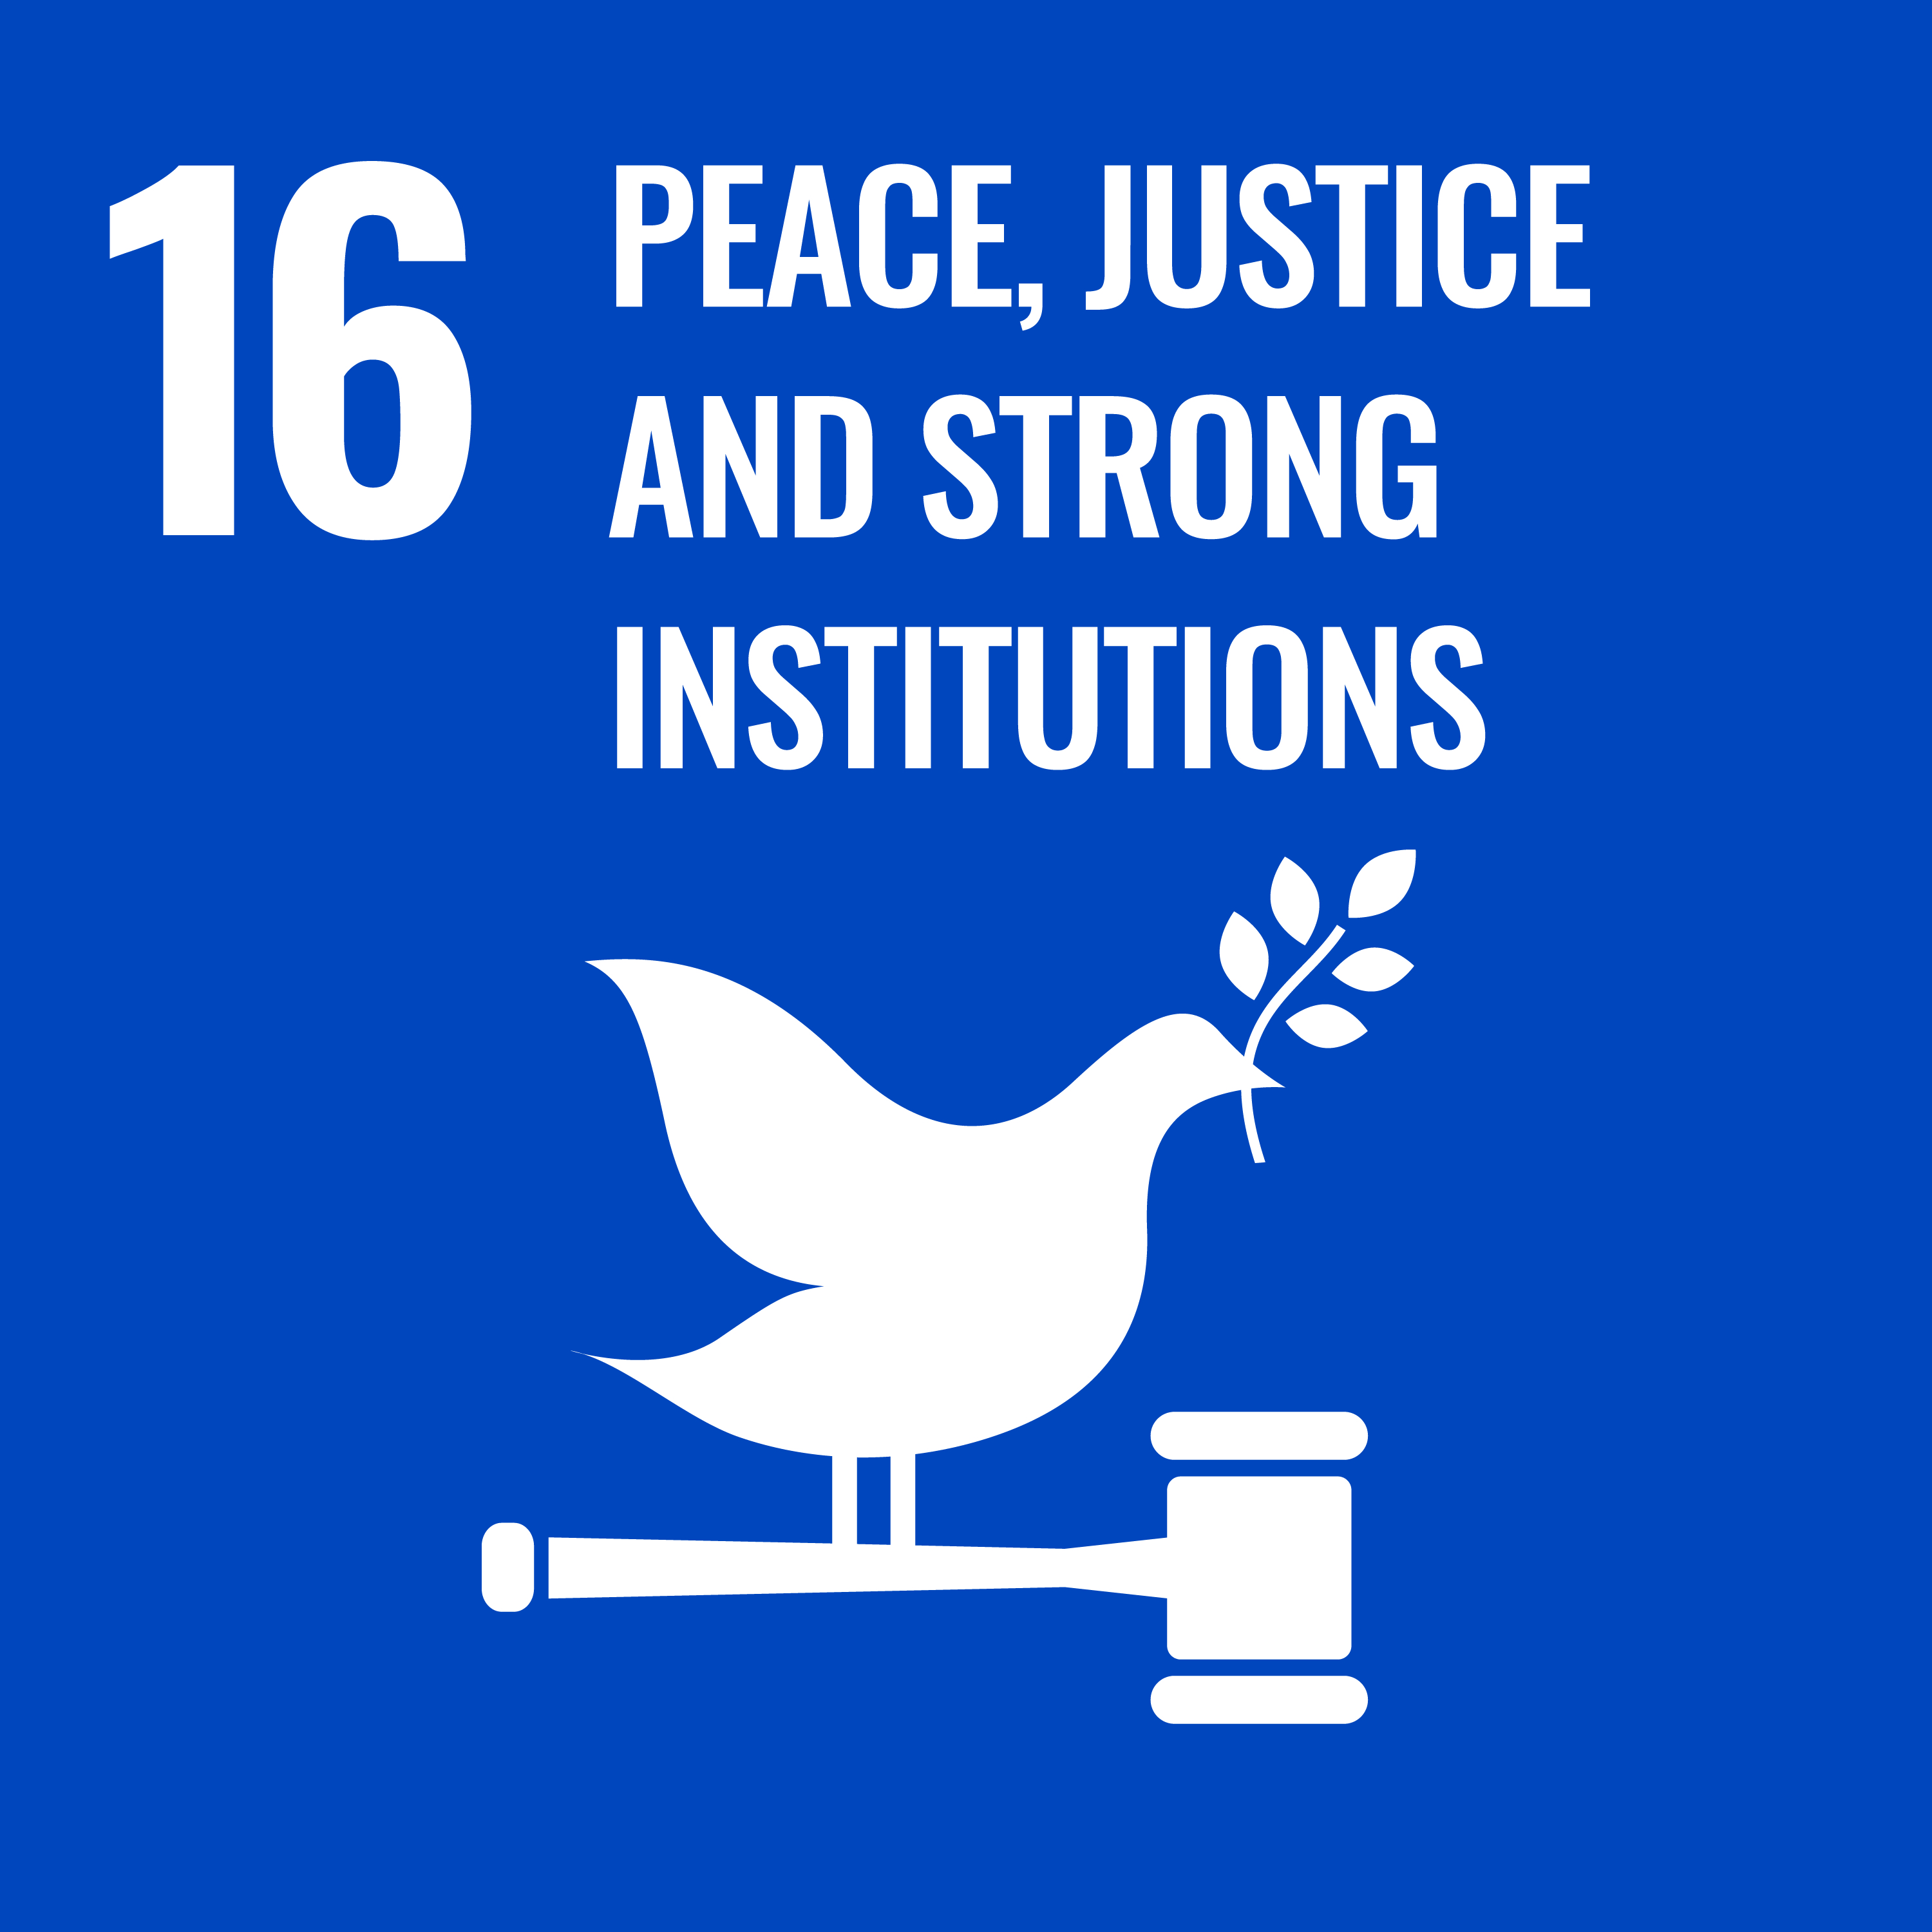 16
PEACE, JUSTICE
AND STRONG
INSTITUTIONS